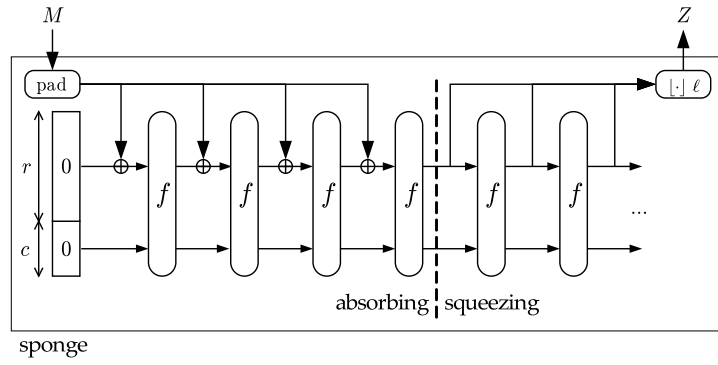 M Z
pad ⌊·⌋ ℓ
r 0 f f f f f f
c 0 ...
absorbing squeezing
sponge